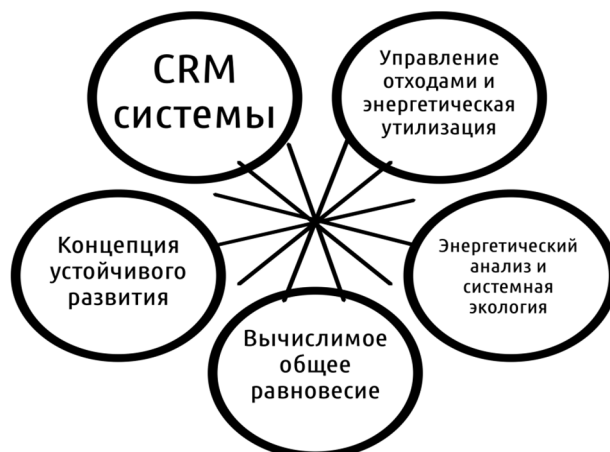 CRM
системы
Управление
отходами и
энергетическая
утилизация
Концепция
устойчивого
развития
Энергетический
анализ и
системная
экология
Вычислимое
общее
равновесие